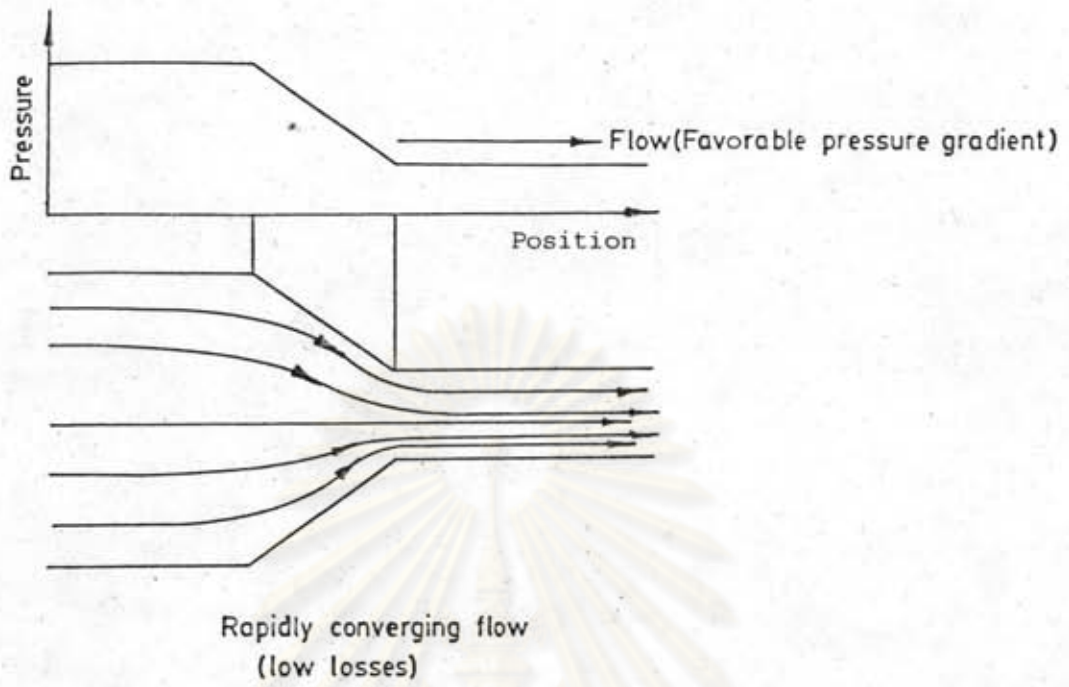 Pressure
Flow(Favorable pressure gradient)
Position
Rapidly converging flow
(low losses)